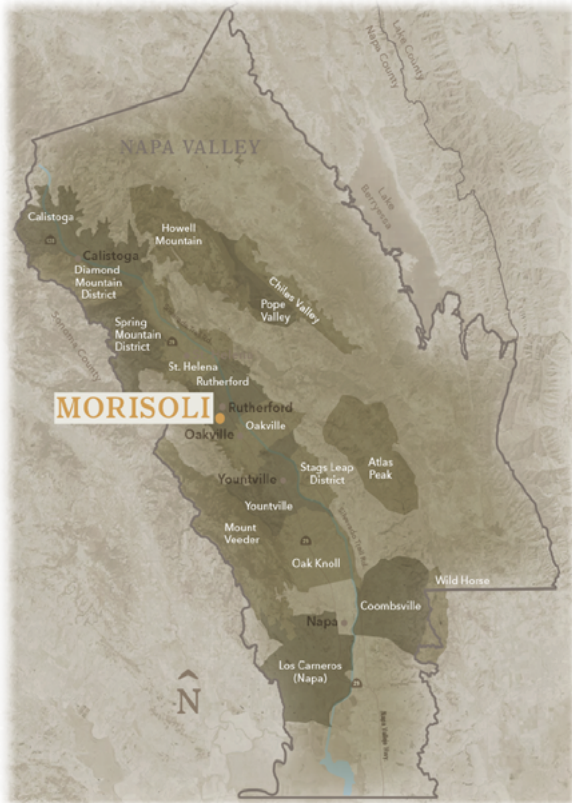 Lake County
Napa County
NAPA VALLEY
Lake
Berryessa
Calistoga
Howell
Mountain
Calistoga
Diamond
Mountain
District
Chiles Valley
Pope
Valley
Spring
Mountain
District
Sonoma County
St. Helena
Rutherford
MORISOLI
Rutherford
Oakville
Oakville
Stags Leap
District
Atlas
Peak
Yountville
Yountville
Mount
Veeder
Oak Knoll
Wild Horse
Coombsville
Napa
Los Carneros
(Napa)
N